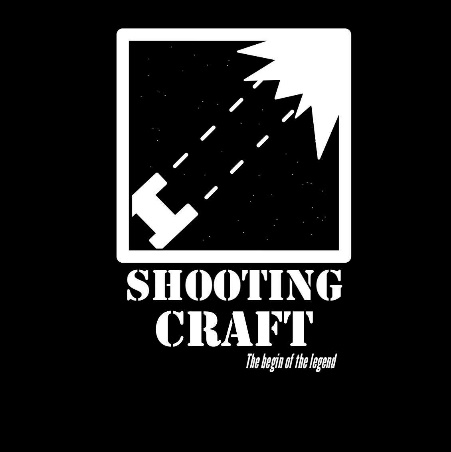 SHOOTING
CRAFT
The begin of the legend